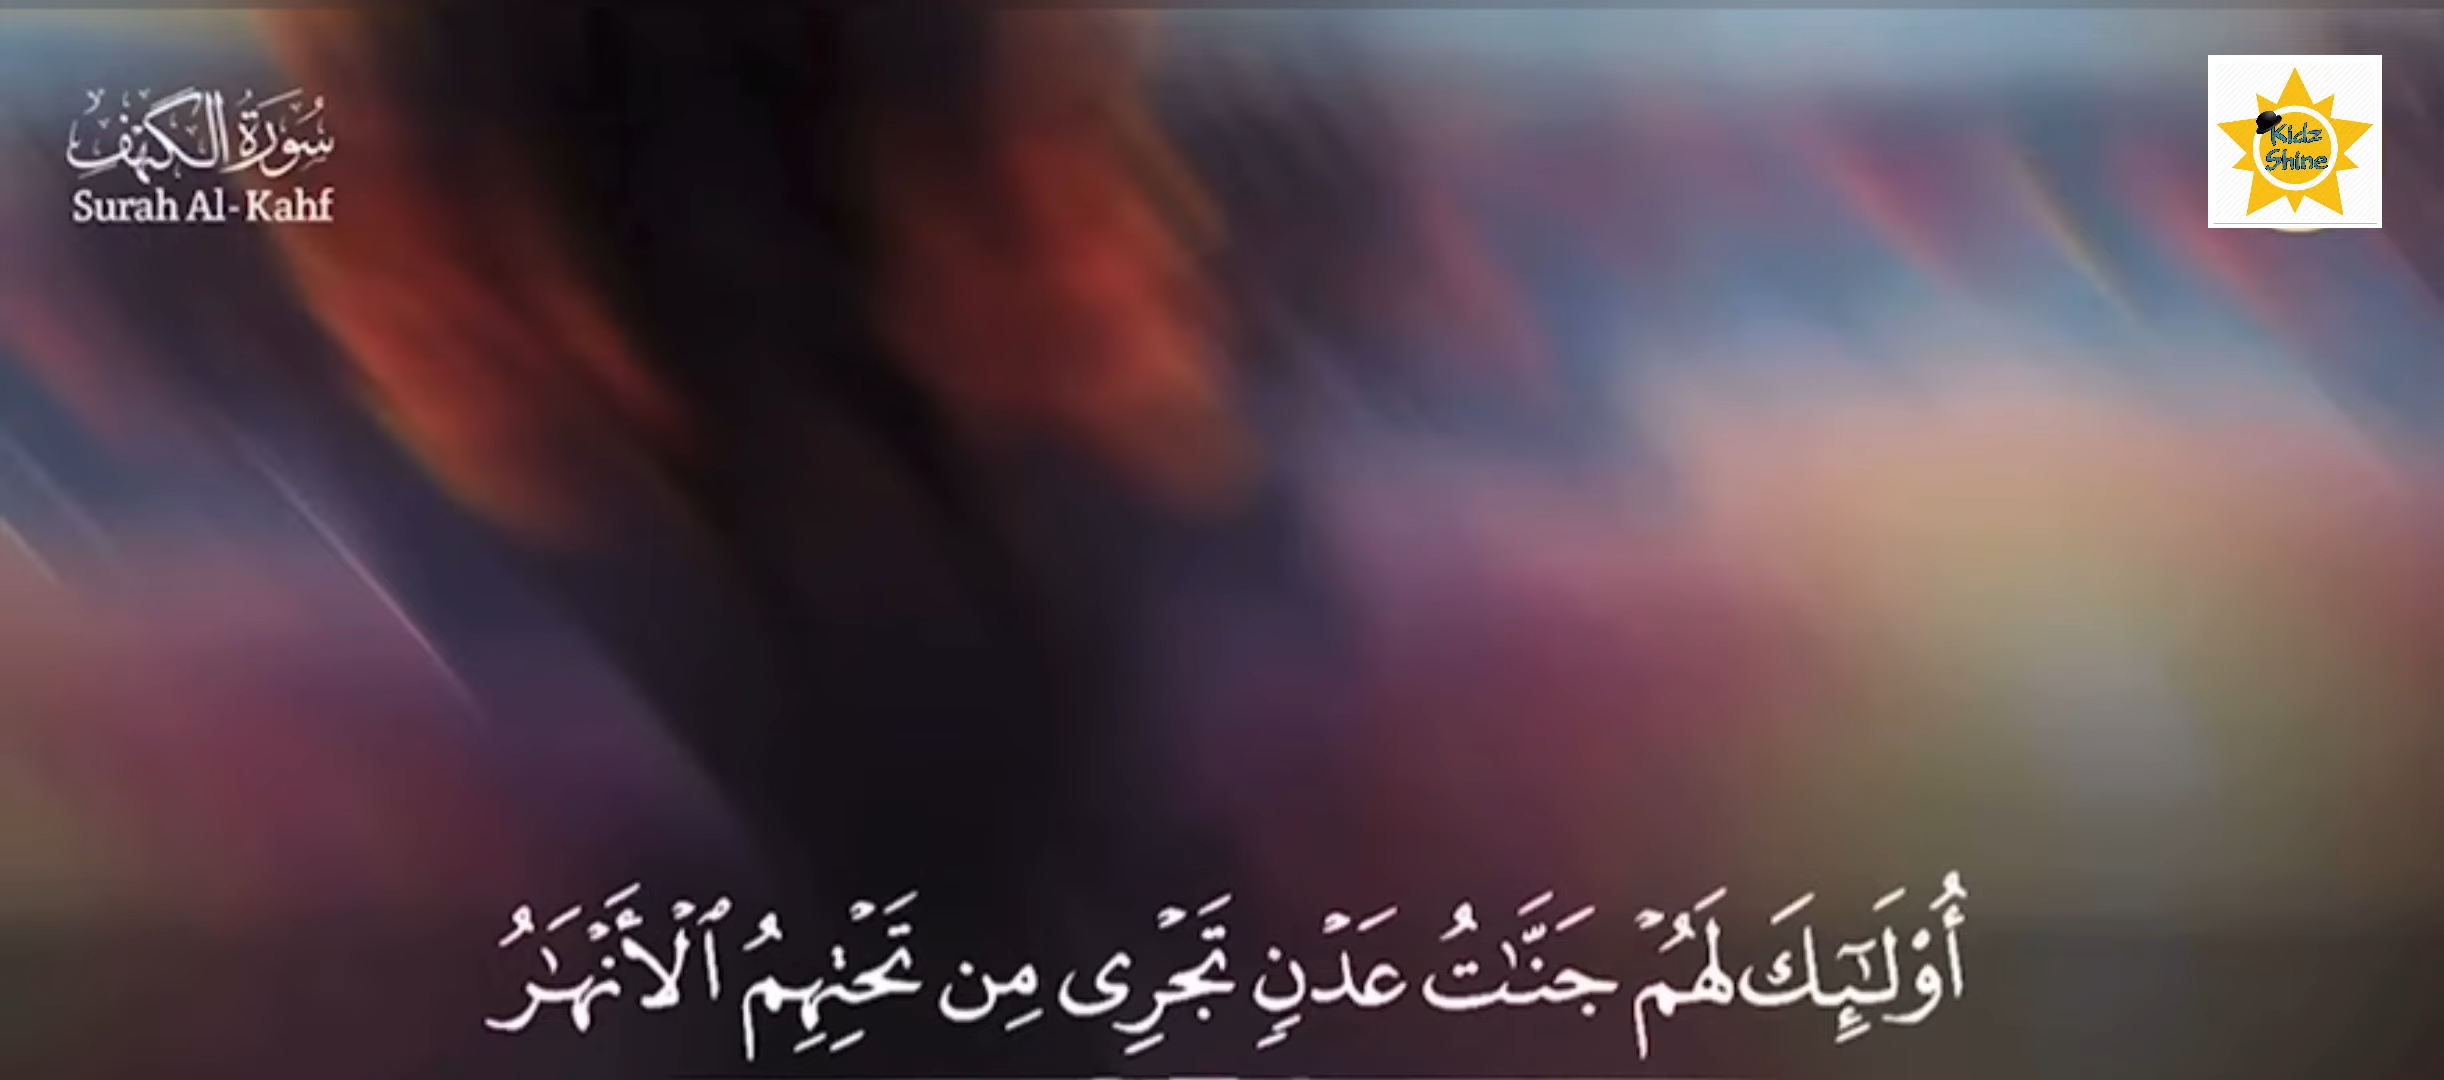 سُورَةُ الكَهْفِ
Surah Al-Kahf
Kidz
Shine
أُوْلَـٰٓئِكَ لَهُمْ جَنَّـٰتُ عَدْنٍ تَجْرِى مِن تَحْتِهِمُ ٱلْأَنْهَـٰرُ